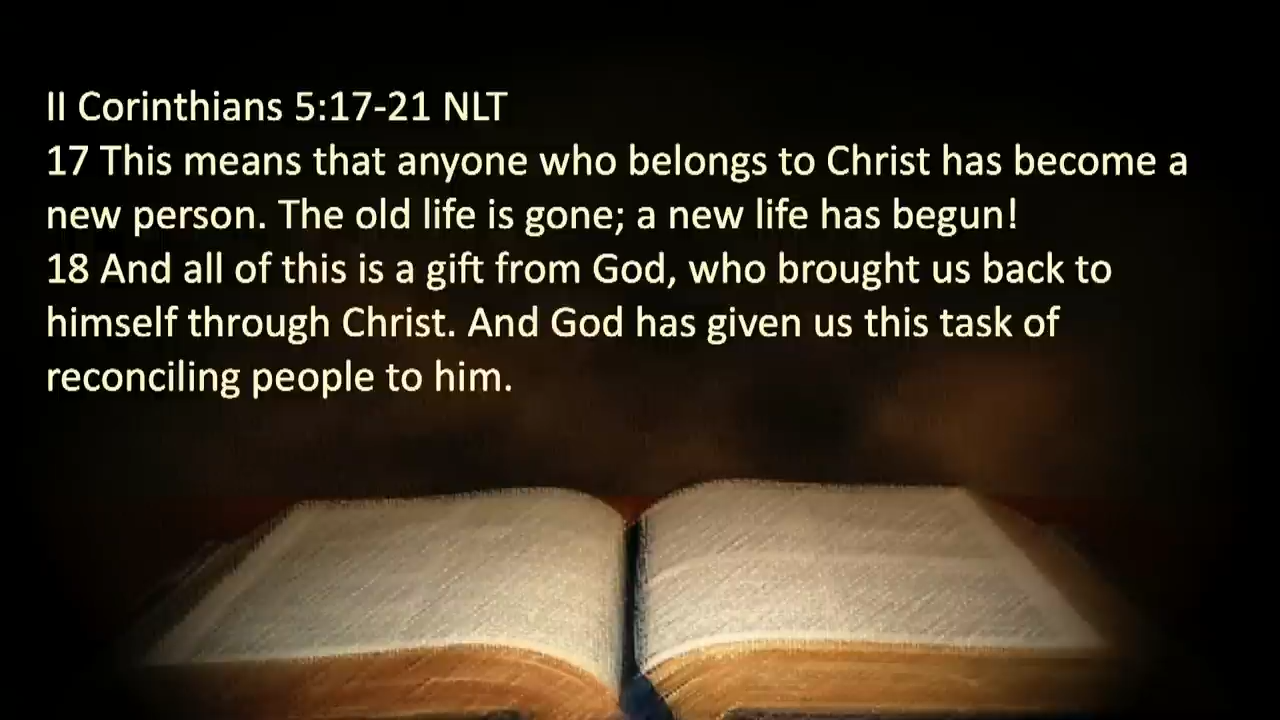 II Corinthians 5:17-21 NLT
17 This means that anyone who belongs to Christ has become a
new person. The old life is gone; a new life has begun!
18 And all of this is a gift from God, who brought us back to
himself through Christ. And God has given us this task of
reconciling people to him.